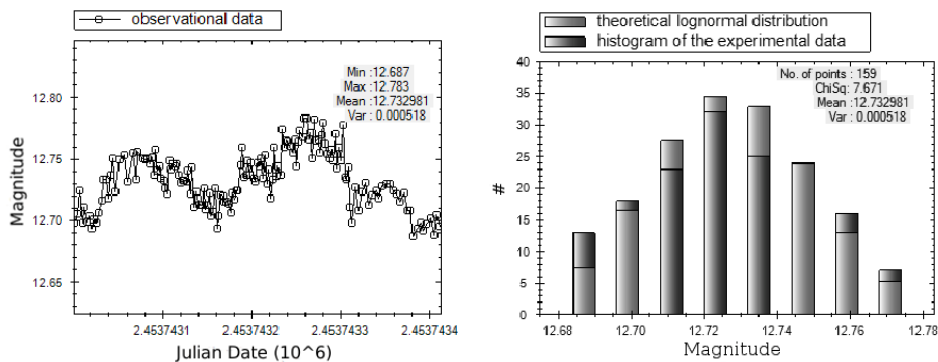 observational data
Min :12.687
Max :12.783
Mean :12.732981
Var : 0.000518
12.80
12.75
12.70
12.65
Magnitude
2.4537431
2.4537432
2.4537433
2.4537434
Julian Date (10^6)
theoretical lognormal distribution
histogram of the experimental data
No. of points : 159
ChiSq : 7.671
Mean :12.732981
Var : 0.000518
40
35
30
25
20
15
10
5
0
#
12.68
12.70
12.72
12.74
12.76
12.78
Magnitude